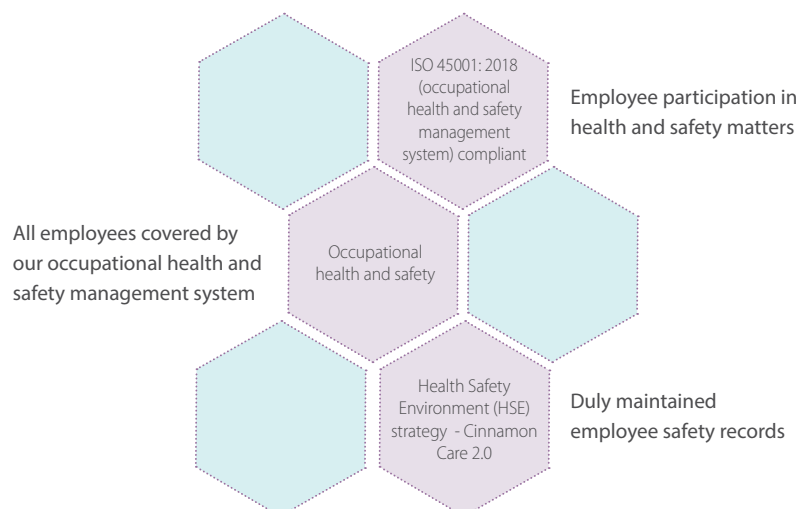 ISO 45001: 2018
(occupational
health and safety
management
system) compliant
Employee participation in
health and safety matters
All employees covered by
our occupational health and
safety management system
Occupational
health and safety
Health Safety
Environment (HSE)
strategy - Cinnamon
Care 2.0
Duly maintained
employee safety records